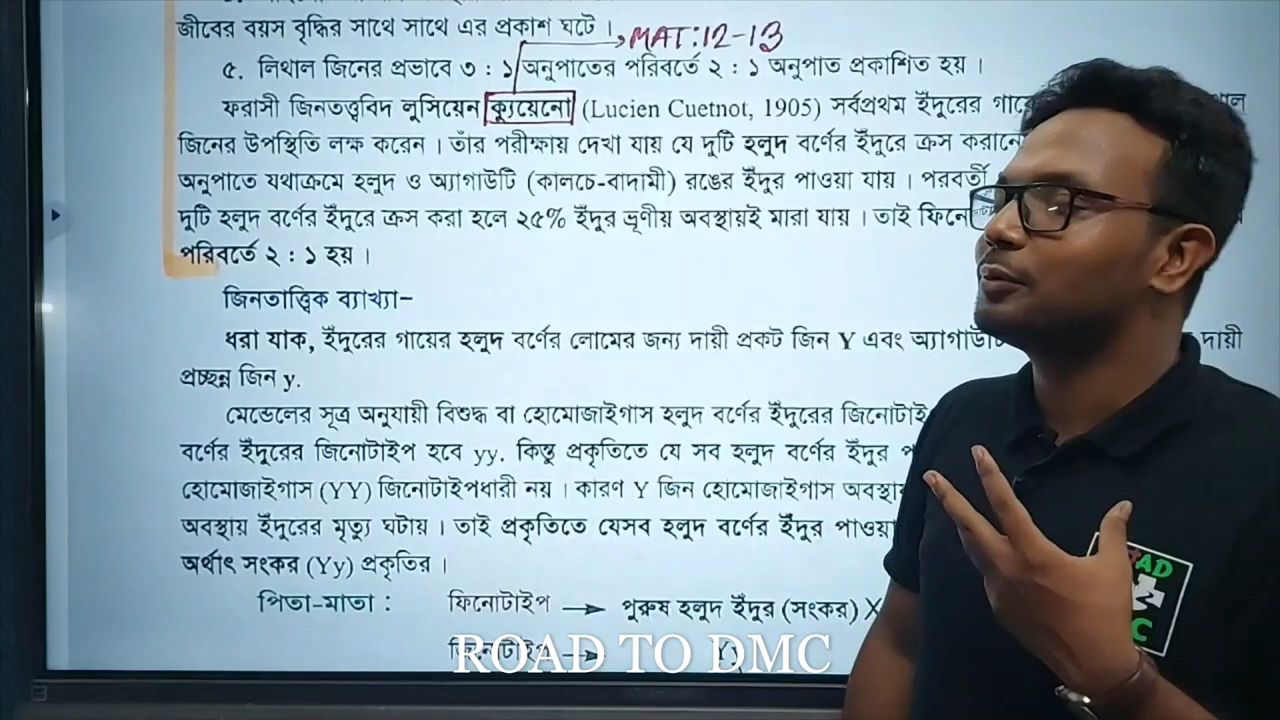 জীবের বয়স বৃদ্ধির সাথে সাথে এর প্রকাশ ঘটে।
MAT:12-13
৫. লিথাল জিনের প্রভাবে ৩ : ১ অনুপাতের পরিবর্তে ২ : ১ অনুপাত প্রকাশিত হয়।
ফরাসী জিনতত্ত্ববিদ লুসিয়েন ক্যুয়েনো (Lucien Cuetnot, 1905) সর্বপ্রথম ইঁদুরের গায়ে
জিনের উপস্থিতি লক্ষ করেন। তাঁর পরীক্ষায় দেখা যায় যে দুটি হলুদ বর্ণের ইঁদুরে ক্রস করানো
অনুপাতে যথাক্রমে হলুদ ও অ্যাগাউটি (কালচে-বাদামী) রঙের ইঁদুর পাওয়া যায়। পরবর্তী
দুটি হলুদ বর্ণের ইঁদুরে ক্রস করা হলে ২৫% ইঁদুর ভ্রূণীয় অবস্থায়ই মারা যায়। তাই ফিনো
পরিবর্তে ২ : ১ হয়।
জিনতাত্ত্বিক ব্যাখ্যা–
ধরা যাক, ইঁদুরের গায়ের হলুদ বর্ণের লোমের জন্য দায়ী প্রকট জিন Y এবং অ্যাগাউটি দায়ী
প্রচ্ছন্ন জিন y.
মেন্ডেলের সূত্র অনুযায়ী বিশুদ্ধ বা হোমোজাইগাস হলুদ বর্ণের ইঁদুরের জিনোটাই
বর্ণের ইঁদুরের জিনোটাইপ হবে yy. কিন্তু প্রকৃতিতে যে সব হলুদ বর্ণের ইঁদুর
হোমোজাইগাস (YY) জিনোটাইপধারী নয়। কারণ Y জিন হোমোজাইগাস অবস্থায়
অবস্থায় ইঁদুরের মৃত্যু ঘটায়। তাই প্রকৃতিতে যেসব হলুদ বর্ণের ইঁদুর পাওয়া
অর্থাৎ সংকর (Yy) প্রকৃতির।
পিতা-মাতা : ফিনোটাইপ → পুরুষ হলুদ ইঁদুর (সংকর) X
জিনোটাইপ →
ROAD TO DMC